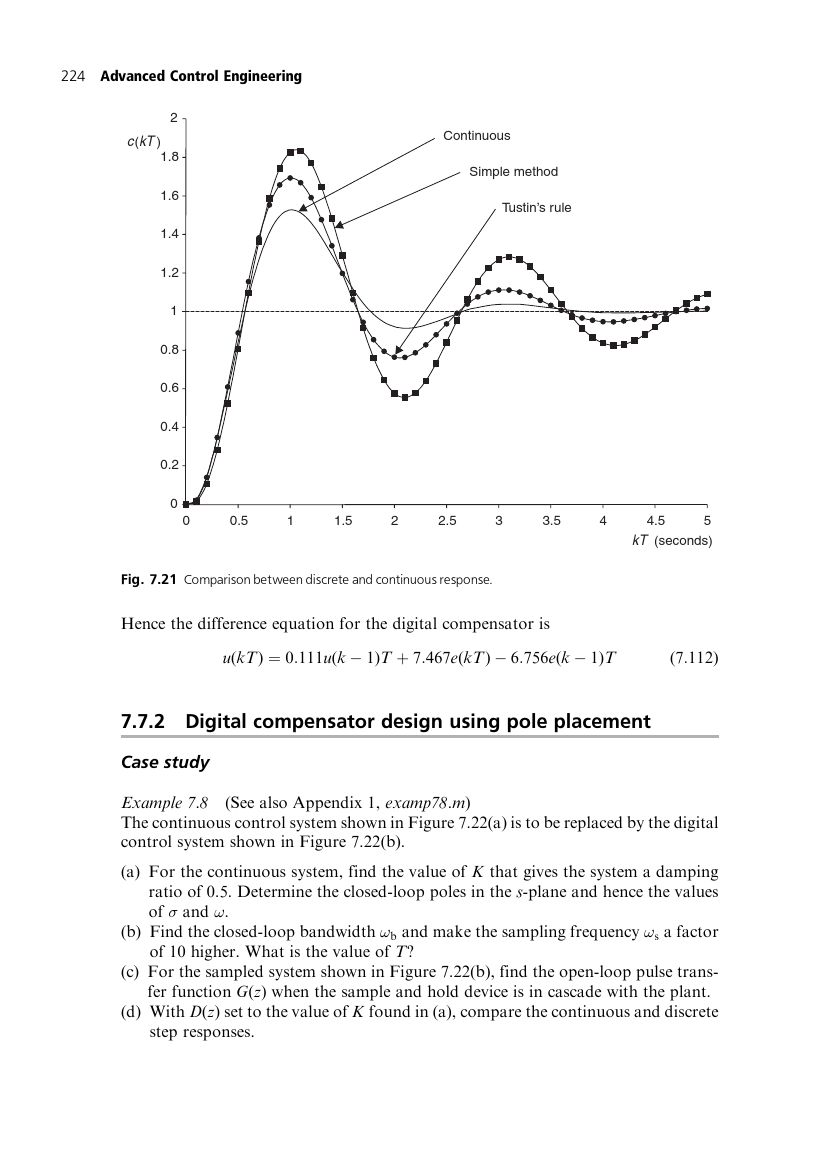 224 Advanced Control Engineering
2
c(kT)
1.8
1.6
1.4
1.2
1
0.8
0.6
0.4
0.2
0
Continuous
Simple method
Tustin's rule
0 0.5 1 1.5 2 2.5 3 3.5 4 4.5 5
kT (seconds)
Fig. 7.21 Comparison between discrete and continuous response.
Hence the difference equation for the digital compensator is
u(kT) = 0.111u(k − 1)T + 7.467e(kT) − 6.756e(k − 1)T (7.112)
7.7.2 Digital compensator design using pole placement
Case study
Example 7.8 (See also Appendix 1, examp78.m)
The continuous control system shown in Figure 7.22(a) is to be replaced by the digital
control system shown in Figure 7.22(b).
(a) For the continuous system, find the value of K that gives the system a damping
ratio of 0.5. Determine the closed-loop poles in the s-plane and hence the values
of σ and ω.
(b) Find the closed-loop bandwidth ωb and make the sampling frequency ωs a factor
of 10 higher. What is the value of T?
(c) For the sampled system shown in Figure 7.22(b), find the open-loop pulse trans-
fer function G(z) when the sample and hold device is in cascade with the plant.
(d) With D(z) set to the value of K found in (a), compare the continuous and discrete
step responses.